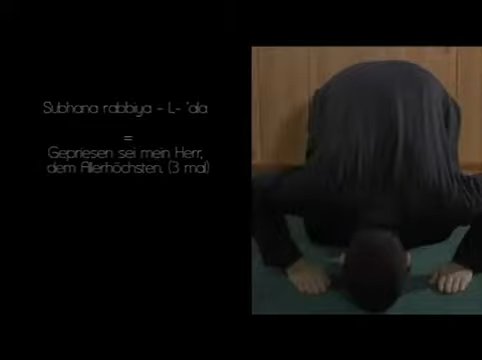 Subhana rabbiya - L- 'ala
=
Gepriesen sei mein Herr,
dem Allerhöchsten. (3 mal)